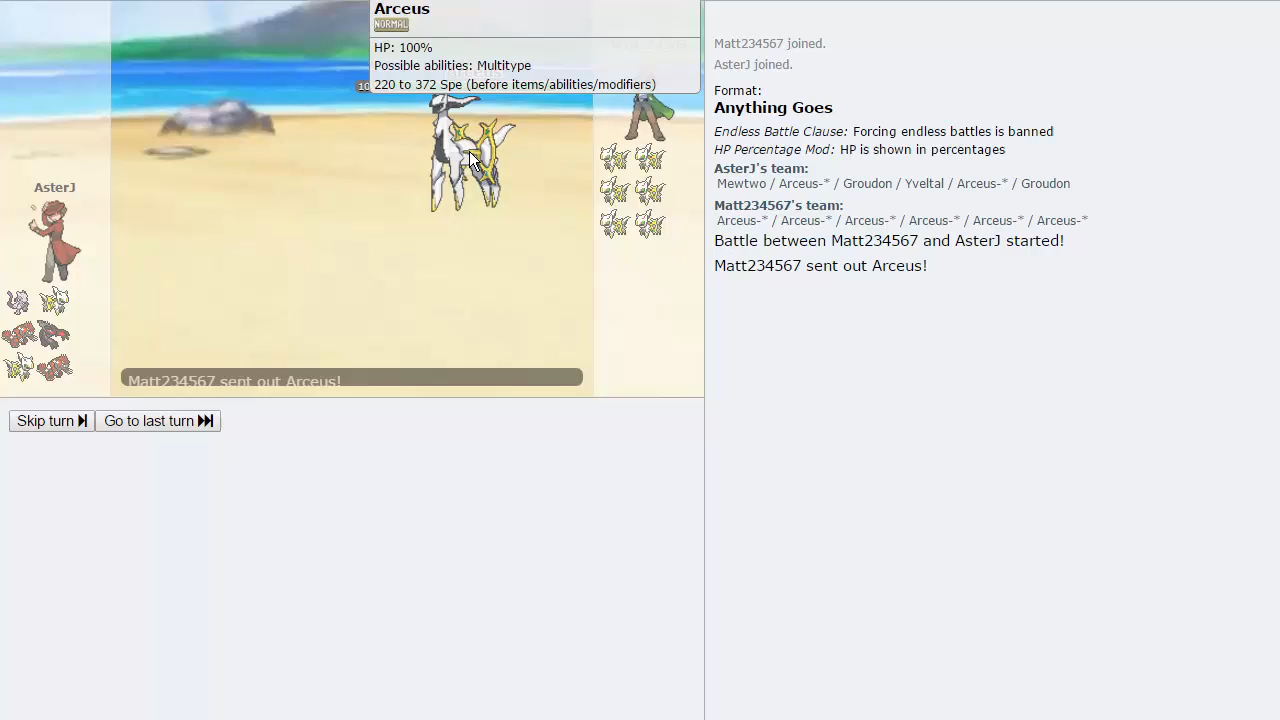 Arceus
NORMAL
HP: 100%
Possible abilities: Multitype
220 to 372 Spe (before items/abilities/modifiers)
10
AsterJ
Matt234567 sent out Arceus!
Skip turn
Go to last turn
Matt234567 joined.
AsterJ joined.
Format:
Anything Goes
Endless Battle Clause: Forcing endless battles is banned
HP Percentage Mod: HP is shown in percentages
AsterJ's team:
Mewtwo / Arceus-* / Groudon / Yveltal / Arceus-* / Groudon
Matt234567's team:
Arceus-* / Arceus-* / Arceus-* / Arceus-* / Arceus-* / Arceus-*
Battle between Matt234567 and AsterJ started!
Matt234567 sent out Arceus!